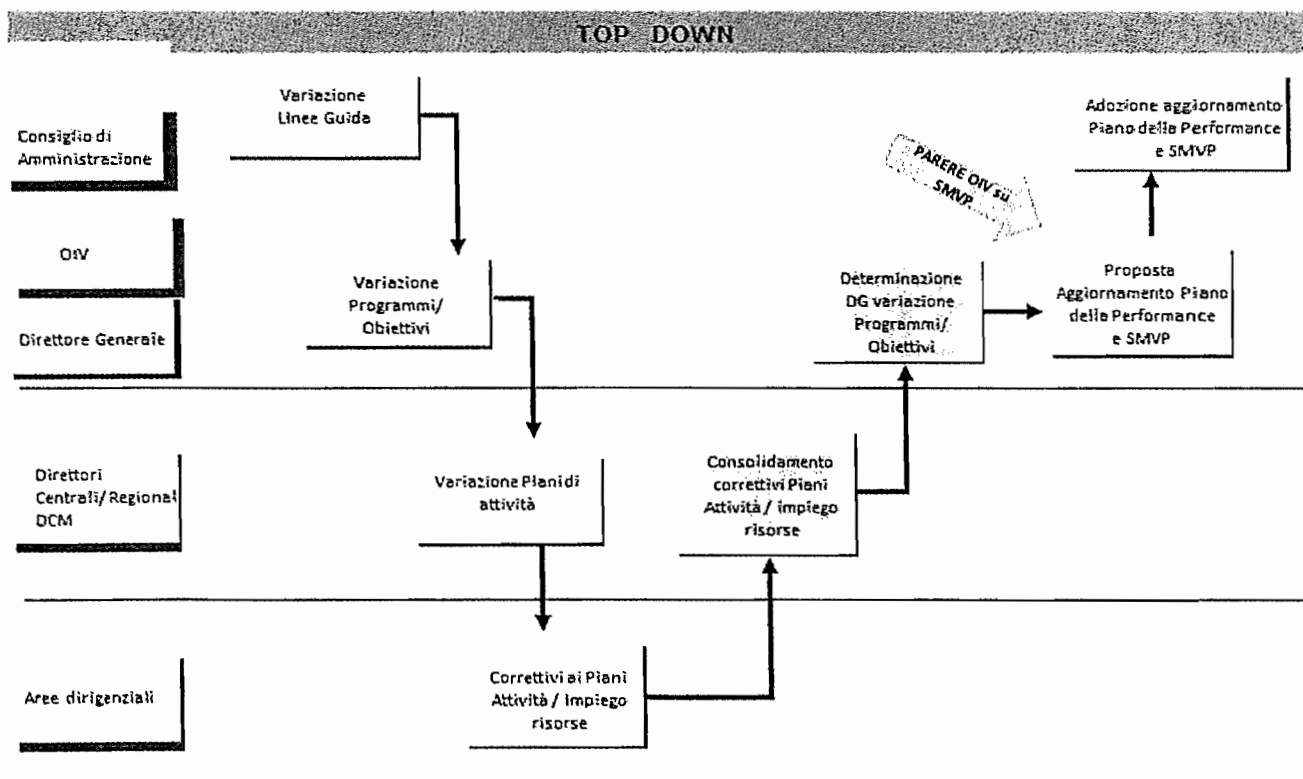 TOP DOWN
Consiglio di
Amministrazione
Variazione
Linee Guida
Adozione aggiornamento
Piano della Performance
e SMVP
PARERE OIV su
SMVP
OIV
Direttore Generale
Variazione
Programmi/
Obiettivi
Determinazione
DG variazione
Programmi/
Obiettivi
Proposta
Aggiornamento Piano
della Performance
e SMVP
Direttori
Centrali/Regional
DCM
Variazione Piani di
attività
Consolidamento
correttivi Piani
Attività / impiego
risorse
Aree dirigenziali
Correttivi ai Piani
Attività / Impiego
risorse